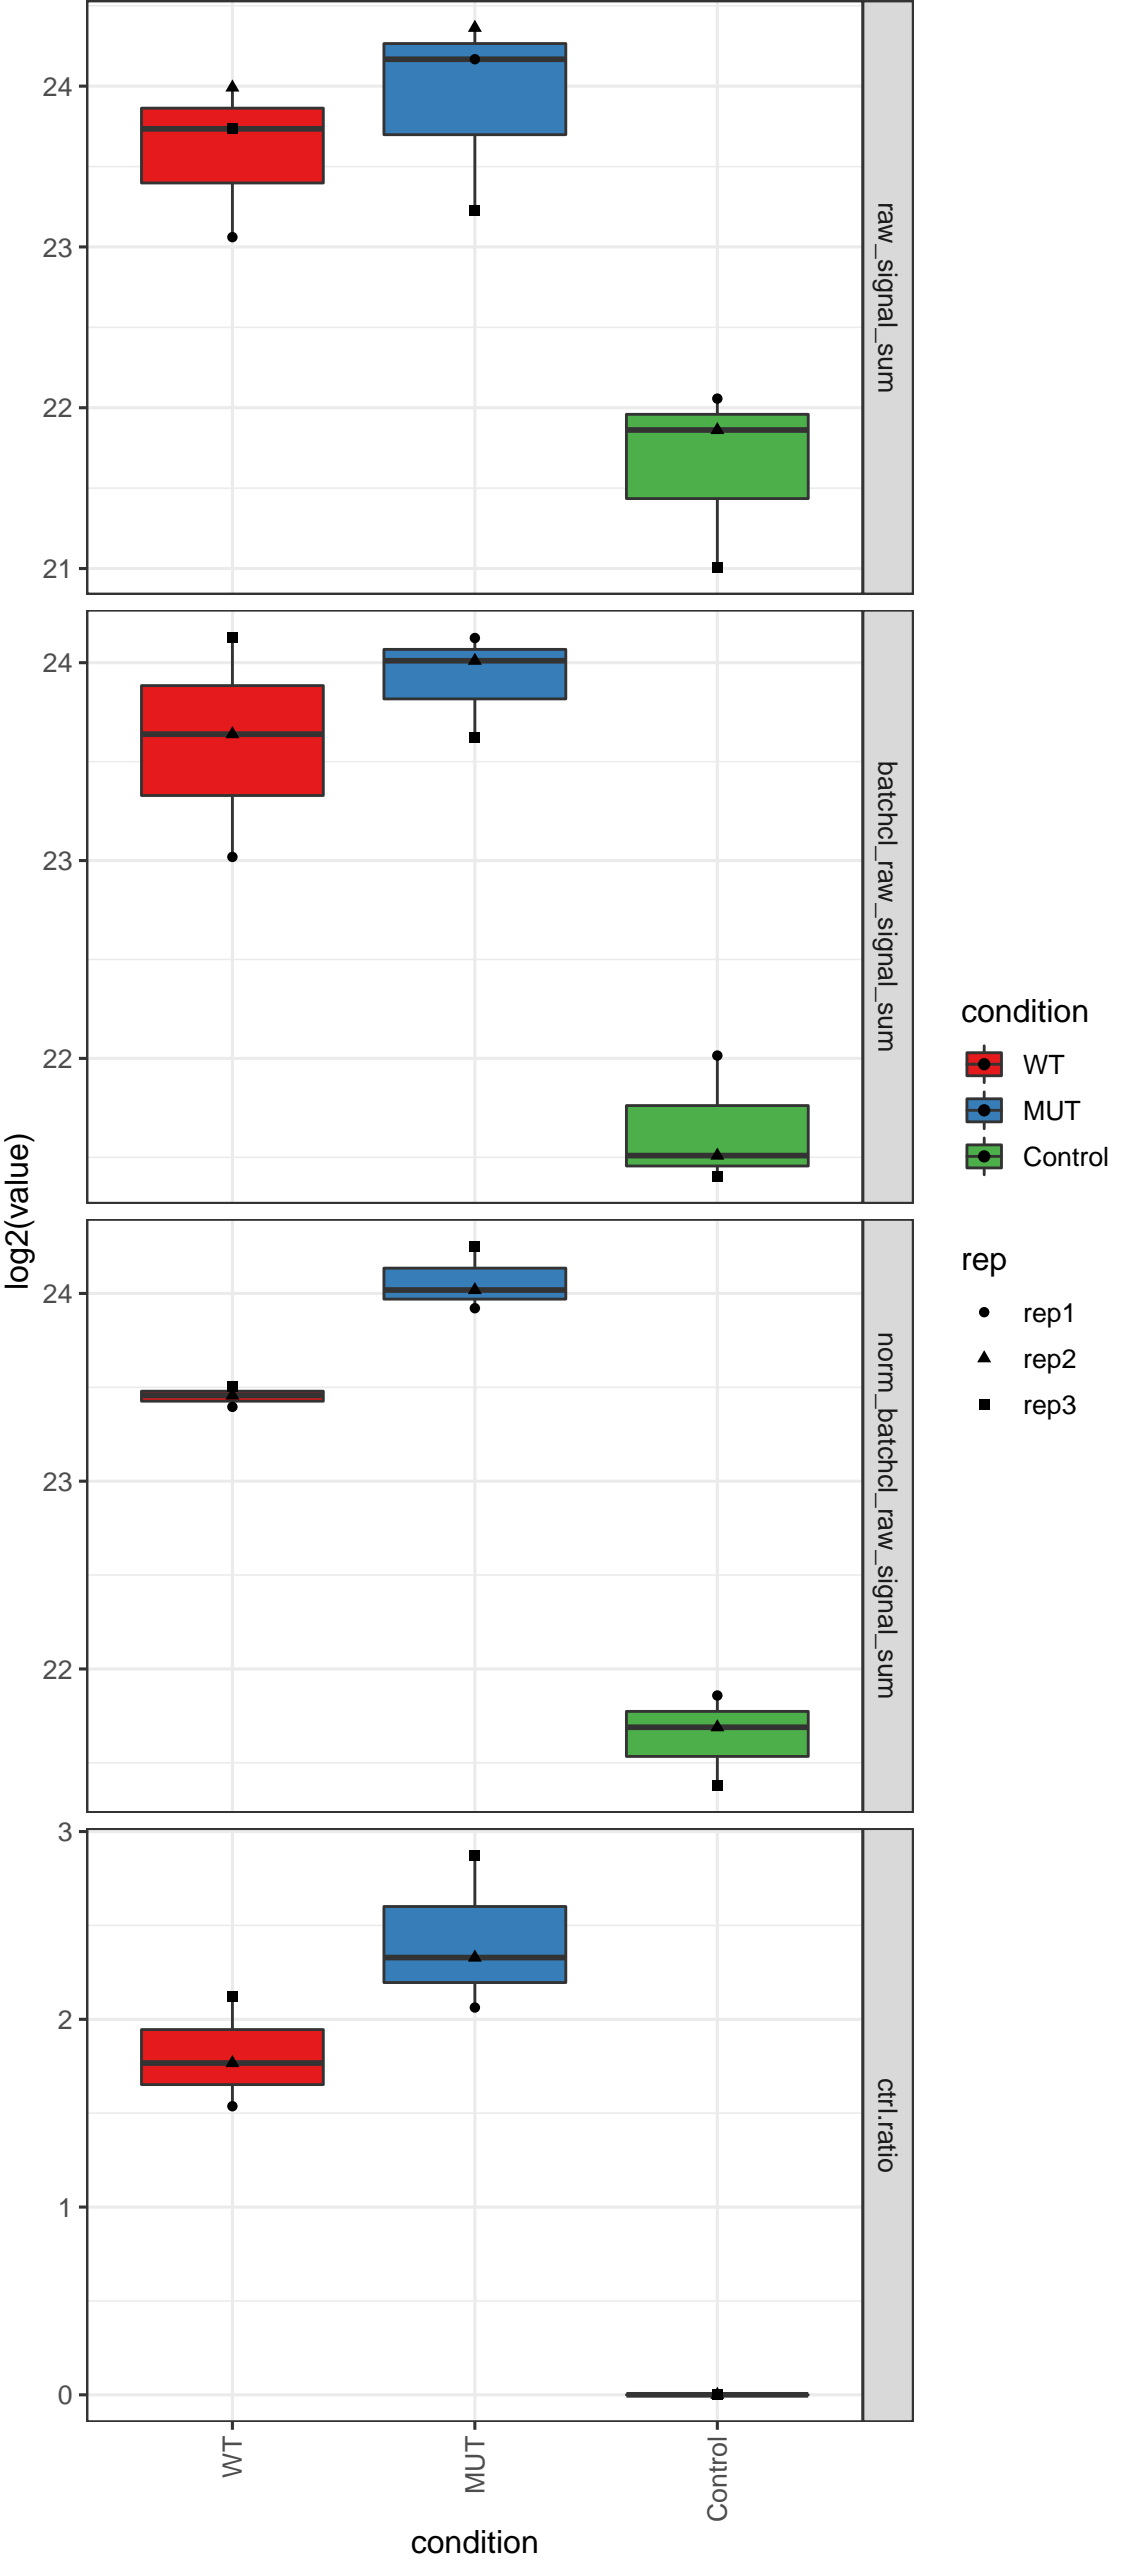 24
23
22
21
raw_signal_sum
24
23
22
batchcl_raw_signal_sum
24
23
22
norm_batchcl_raw_signal_sum
3
2
1
0
ctrl.ratio
log2(value)
WT
MUT
Control
condition
condition
WT
MUT
Control
rep
rep1
rep2
rep3